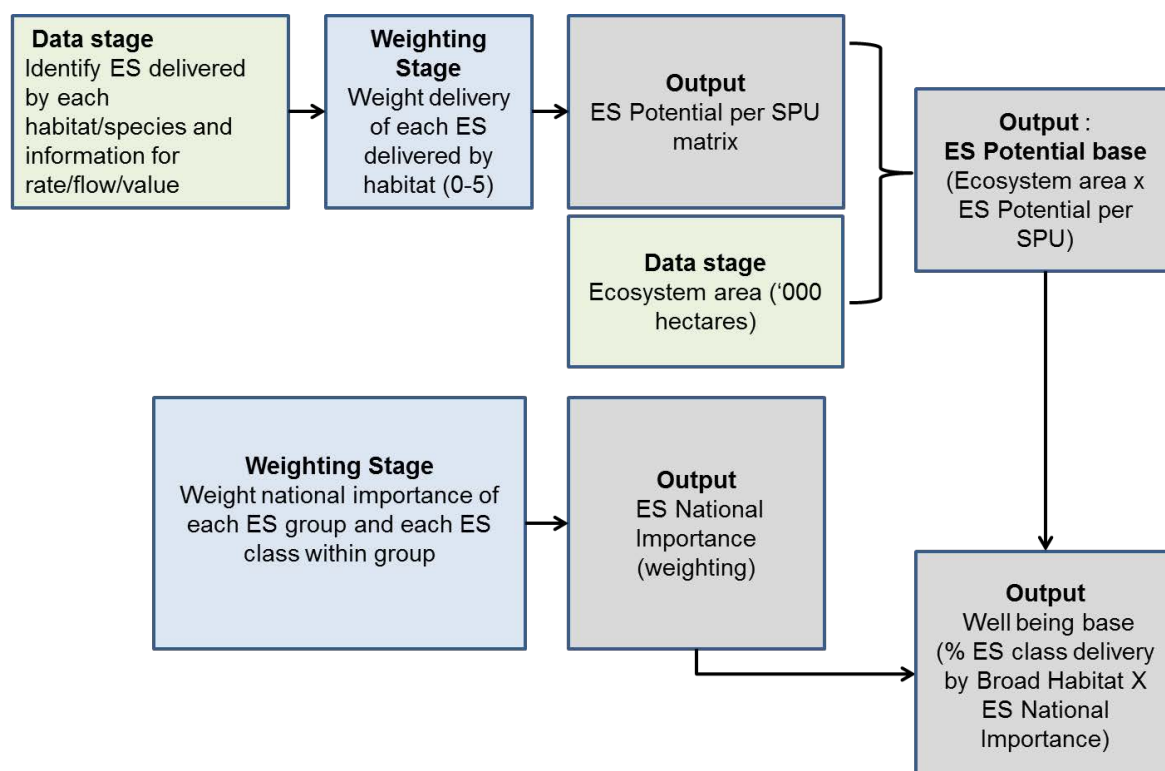 Data stage
Identify ES delivered
by each
habitat/species and
information for
rate/flow/value
Weighting
Stage
Weight delivery
of each ES
delivered by
habitat (0-5)
Output
ES Potential per SPU
matrix
Data stage
Ecosystem area (‘000
hectares)
Output :
ES Potential base
(Ecosystem area x
ES Potential per
SPU)
Weighting Stage
Weight national importance of
each ES group and each ES
class within group
Output
ES National
Importance
(weighting)
Output
Well being base
(% ES class delivery
by Broad Habitat X
ES National
Importance)